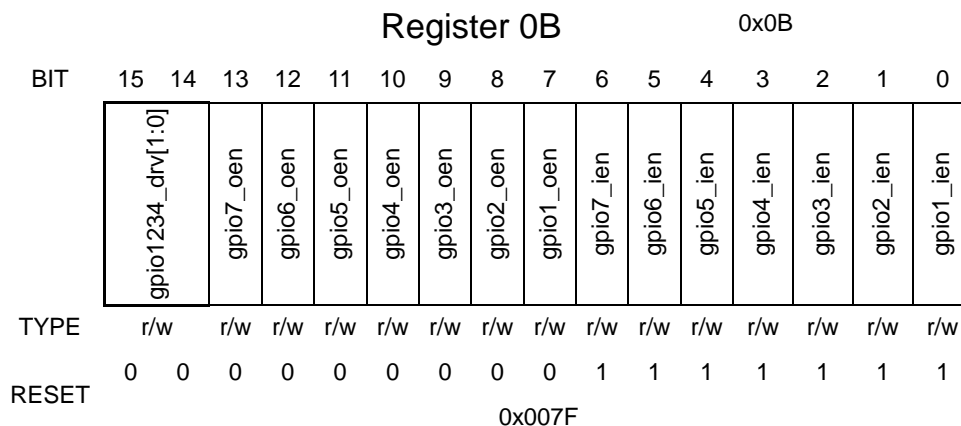 Register 0B 0x0B
BIT 15 14 13 12 11 10 9 8 7 6 5 4 3 2 1 0
gpio1234_drv[1:0]
gpio7_oen
gpio6_oen
gpio5_oen
gpio4_oen
gpio3_oen
gpio2_oen
gpio1_oen
gpio7_ien
gpio6_ien
gpio5_ien
gpio4_ien
gpio3_ien
gpio2_ien
gpio1_ien
TYPE r/w r/w r/w r/w r/w r/w r/w r/w r/w r/w r/w r/w r/w r/w r/w
RESET 0 0 0 0 0 0 0 0 0 1 1 1 1 1 1 1
0x007F